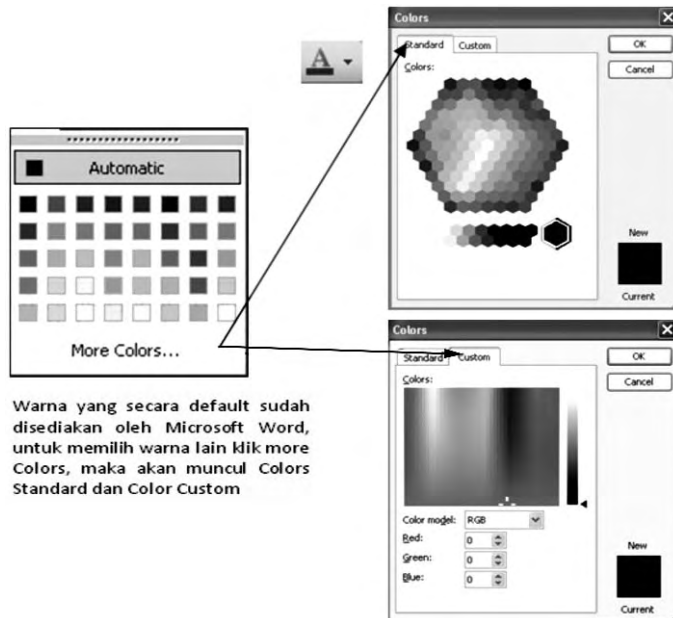 A
Automatic
More Colors...
Warna yang secara default sudah
disediakan oleh Microsoft Word,
untuk memilih warna lain klik more
Colors, maka akan muncul Colors
Standard dan Color Custom
Colors
Standard Custom
OK
Cancel
Colors:
New
Current
Colors
Standard Custom
OK
Cancel
Colors:
Color model: RGB
Red: 0
Green: 0
Blue: 0
New
Current